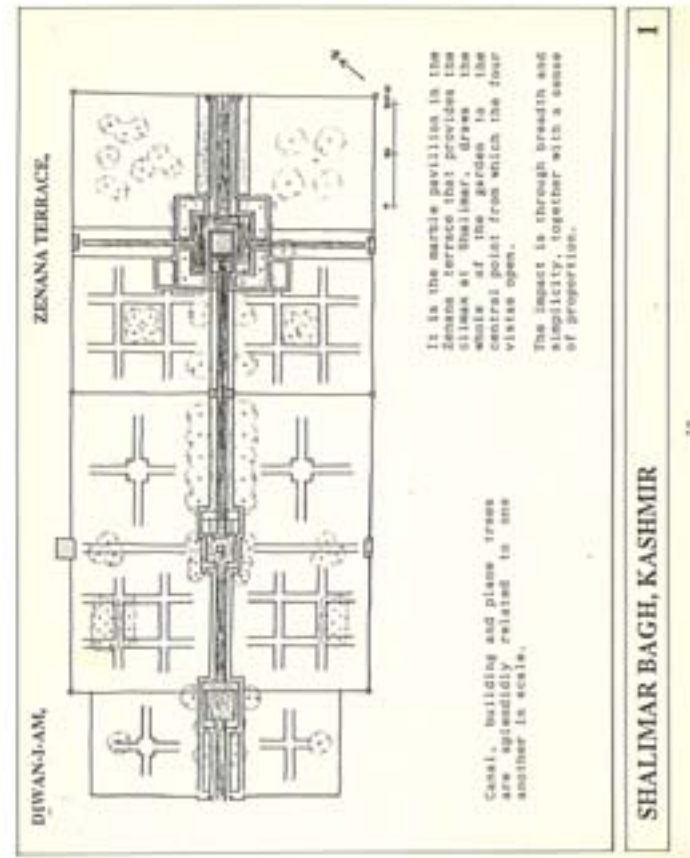 DIWAN-I-AM,
ZENANA TERRACE,
N
Canal, building and plane trees
are splendidly related to one
another in scale.
It is the marble pavillion in the
Zenana terrace that provides the
climax at Shalimar, draws the
whole of the garden to the
central point from which the four
vistas open.
The impact is through breadth and
simplicity, together with a sense
of proportion.
SHALIMAR BAGH, KASHMIR
1